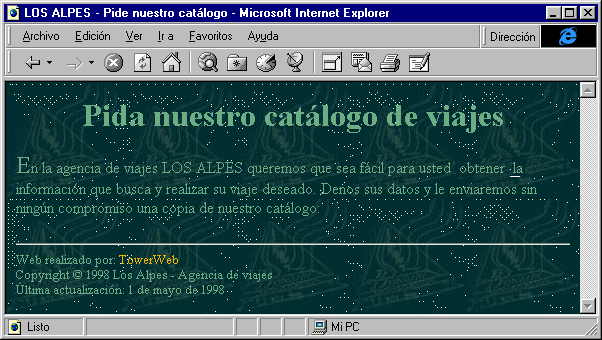 LOS ALPES - Pide nuestro catálogo - Microsoft Internet Explorer
Archivo Edición Ver Ir a Favoritos Ayuda Dirección
Pida nuestro catálogo de viajes
En la agencia de viajes LOS ALPES queremos que sea fácil para usted obtener la
información que busca y realizar su viaje deseado. Denos sus datos y le enviaremos sin
ningún compromiso una copia de nuestro catálogo:
Web realizado por: TowerWeb
Copyright © 1998 Los Alpes - Agencia de viajes
Última actualización: 1 de mayo de 1998
Listo Mi PC